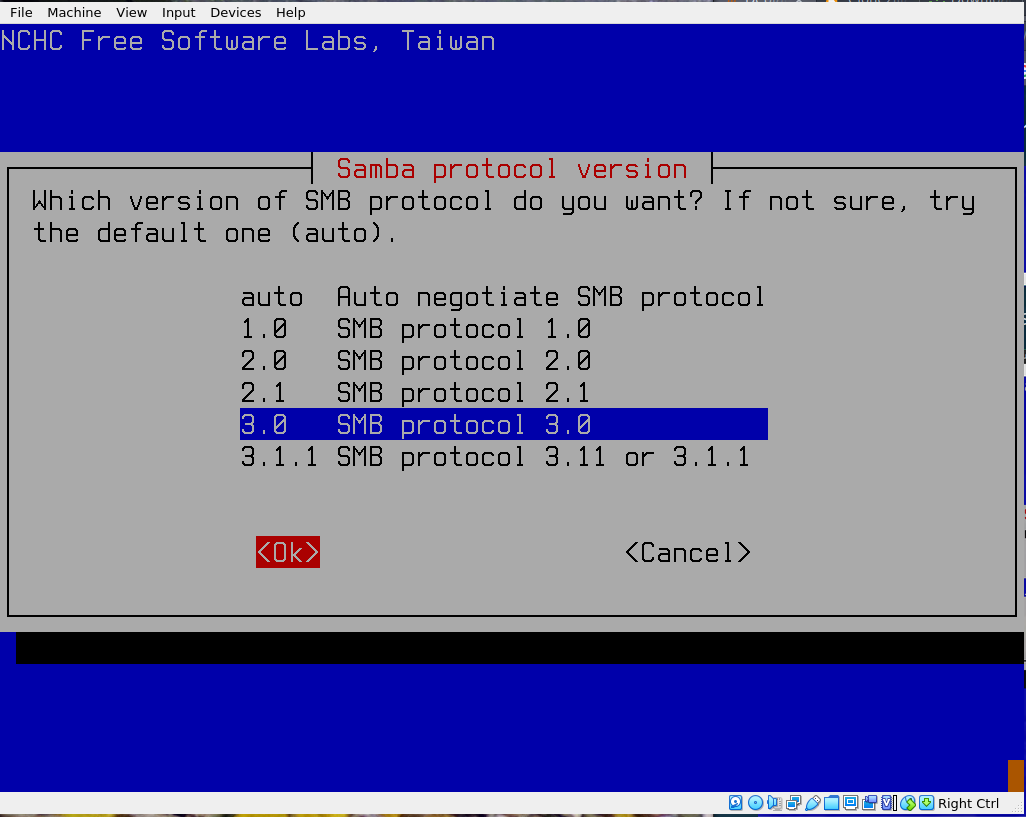 File Machine View Input Devices Help
NCHC Free Software Labs, Taiwan
Samba protocol version
Which version of SMB protocol do you want? If not sure, try
the default one (auto).
auto Auto negotiate SMB protocol
1.0 SMB protocol 1.0
2.0 SMB protocol 2.0
2.1 SMB protocol 2.1
3.0 SMB protocol 3.0
3.1.1 SMB protocol 3.11 or 3.1.1
<Ok> <Cancel>
Right Ctrl